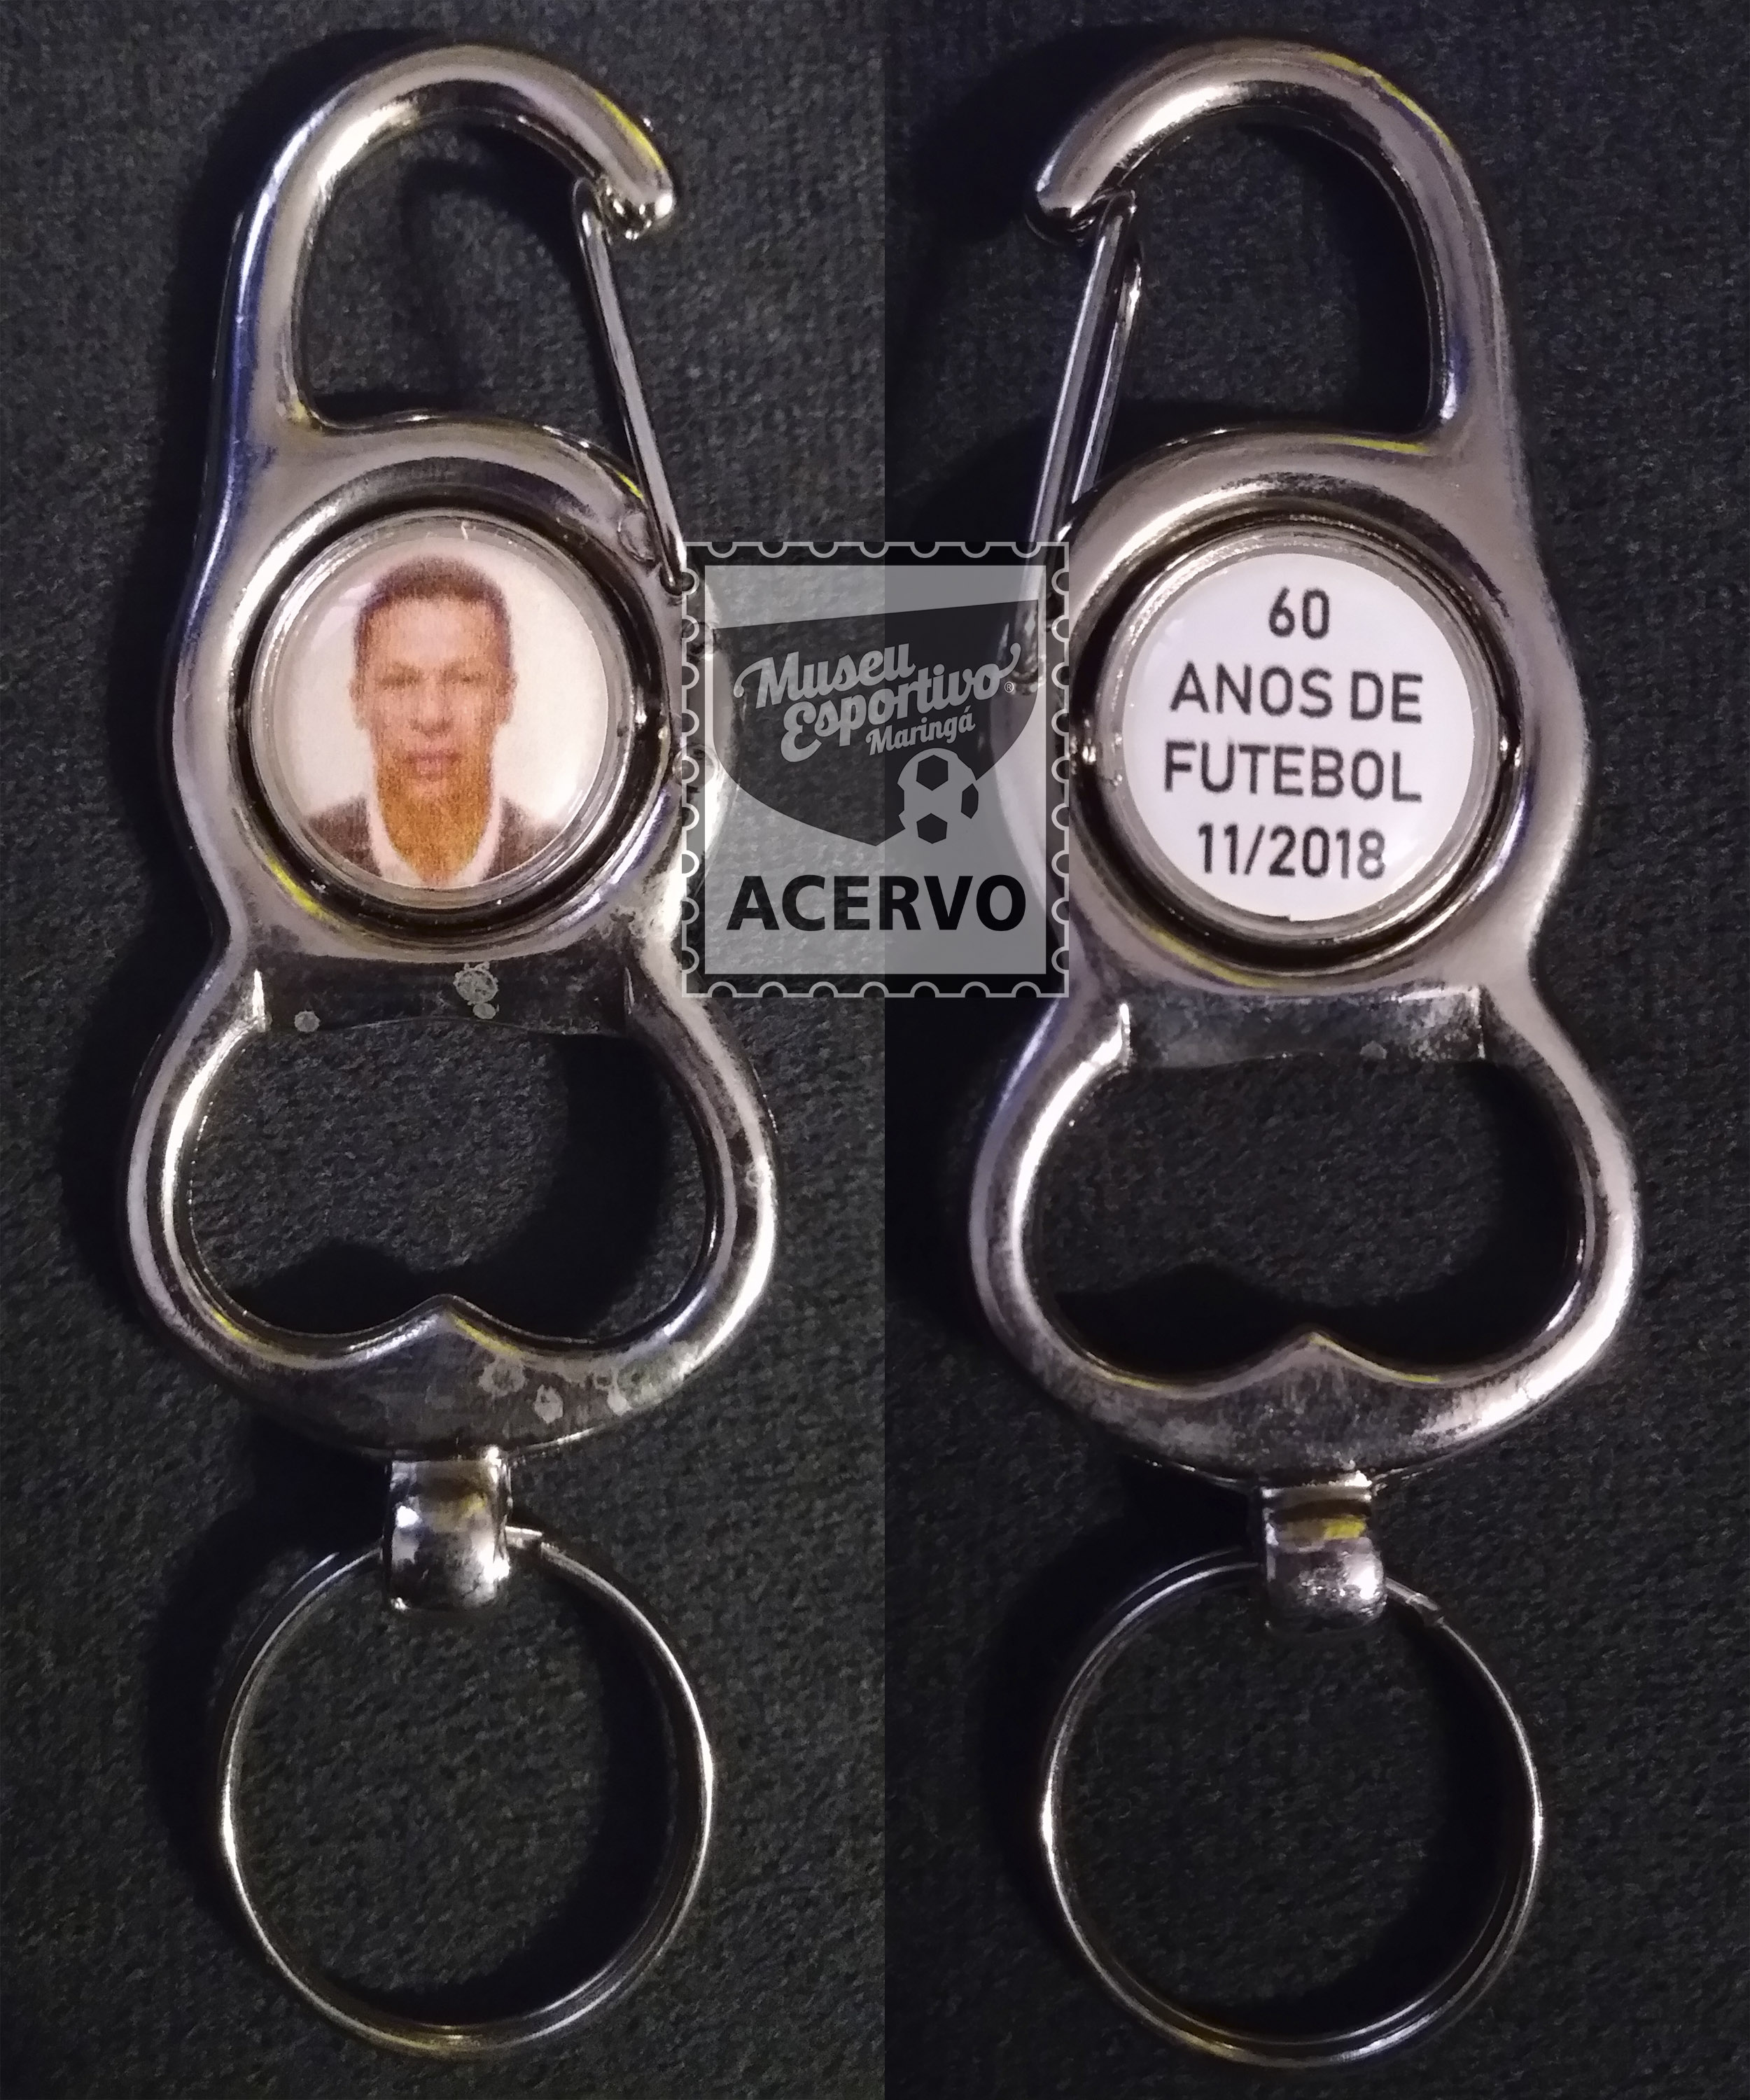 Museu
Esportivo®
Maringá
ACERVO
60
ANOS DE
FUTEBOL
11/2018